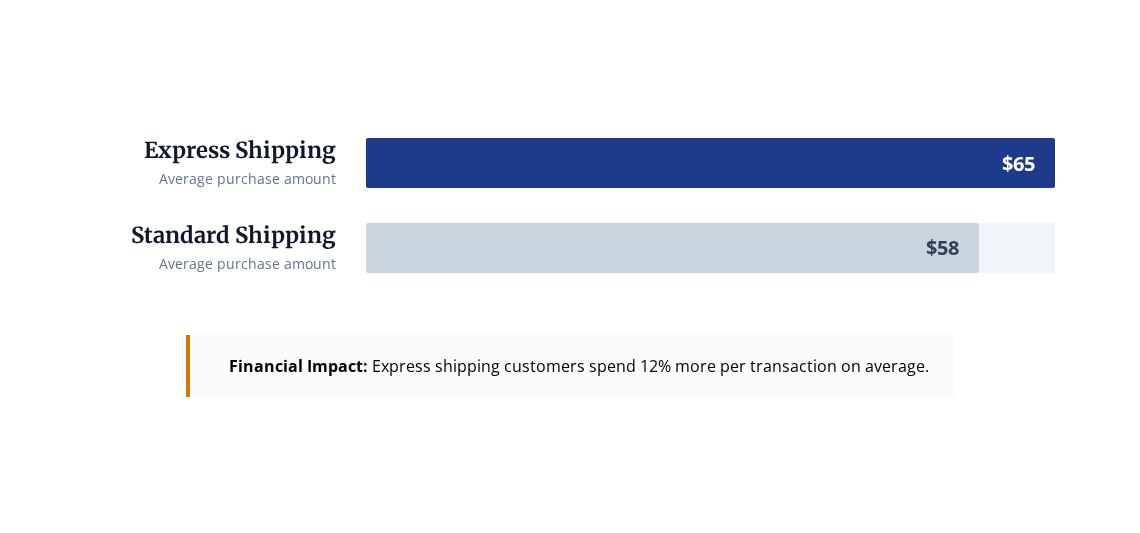 Express Shipping
Average purchase amount
$65
Standard Shipping
Average purchase amount
$58
Financial Impact: Express shipping customers spend 12% more per transaction on average.